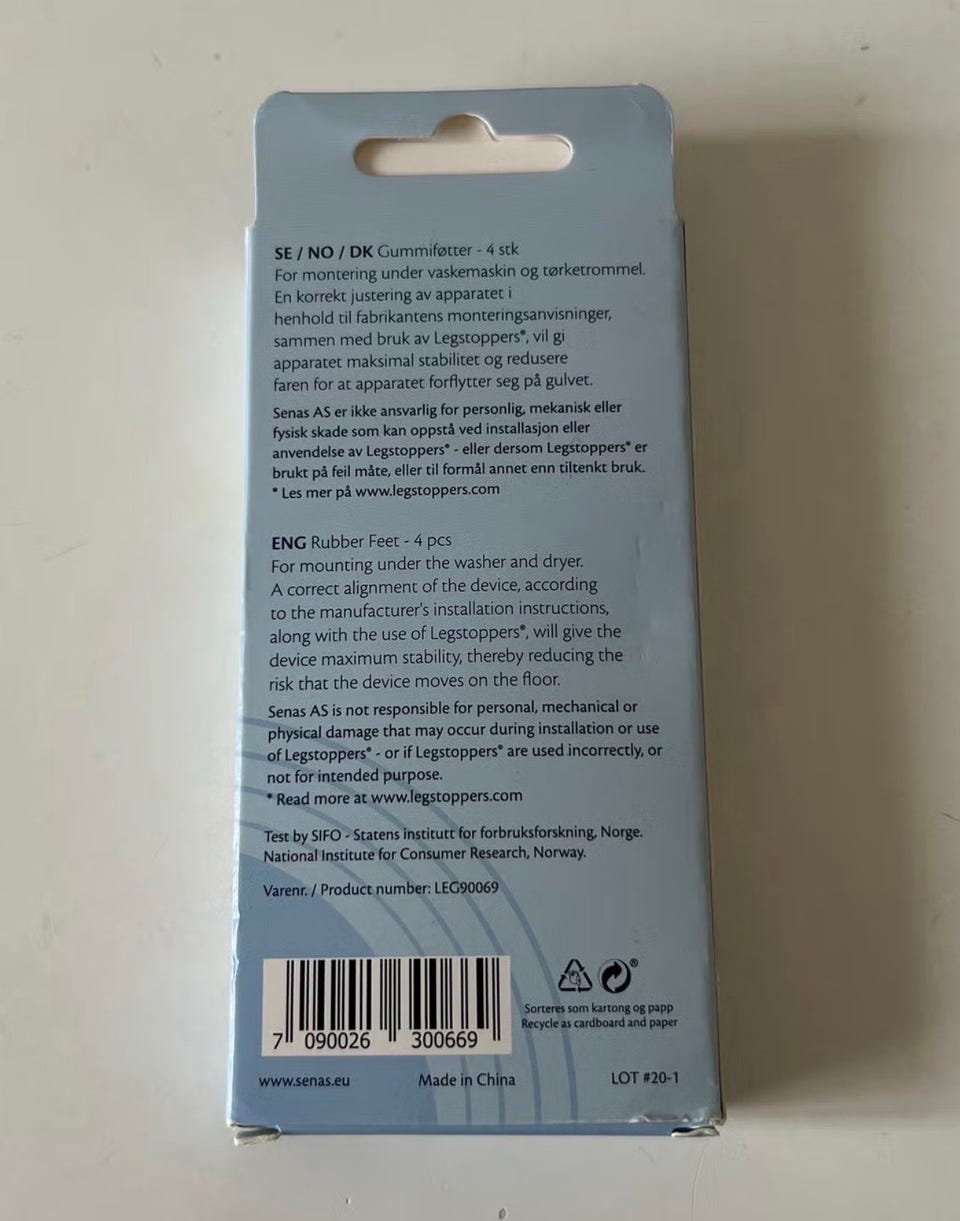 SE / NO / DK Gummiføtter - 4 stk
For montering under vaskemaskin og tørketrommel.
En korrekt justering av apparatet i
henhold til fabrikantens monteringsanvisninger,
sammen med bruk av Legstoppers®, vil gi
apparatet maksimal stabilitet og redusere
faren for at apparatet forflytter seg på gulvet.
Senas AS er ikke ansvarlig for personlig, mekanisk eller
fysisk skade som kan oppstå ved installasjon eller
anvendelse av Legstoppers® - eller dersom Legstoppers® er
brukt på feil måte, eller til formål annet enn tiltenkt bruk.
* Les mer på www.legstoppers.com
ENG Rubber Feet - 4 pcs
For mounting under the washer and dryer.
A correct alignment of the device, according
to the manufacturer's installation instructions,
along with the use of Legstoppers®, will give the
device maximum stability, thereby reducing the
risk that the device moves on the floor.
Senas AS is not responsible for personal, mechanical or
physical damage that may occur during installation or use
of Legstoppers® - or if Legstoppers® are used incorrectly, or
not for intended purpose.
* Read more at www.legstoppers.com
Test by SIFO - Statens institutt for forbruksforskning, Norge.
National Institute for Consumer Research, Norway.
Varenr. / Product number: LEG90069
7 090026 300669
®
Sorteres som kartong og papp
Recycle as cardboard and paper
www.senas.eu Made in China LOT #20-1